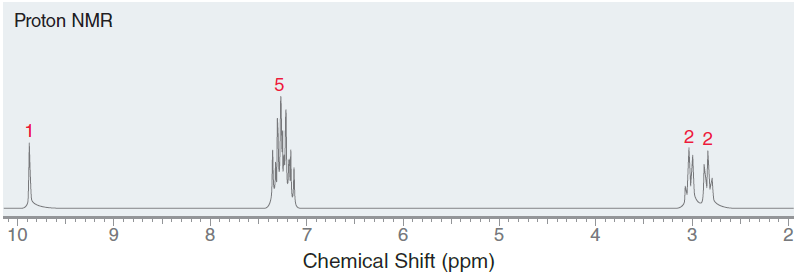 Proton NMR
5
1
2 2
10 9 8 7 6 5 4 3 2
Chemical Shift (ppm)